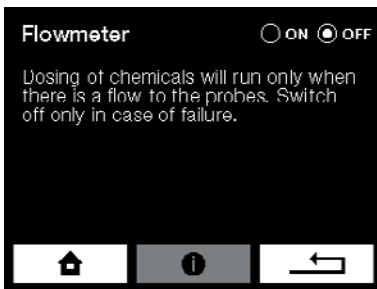 Flowmeter ON OFF
Dosing of chemicals will run only when
there is a flow to the probes. Switch
off only in case of failure.